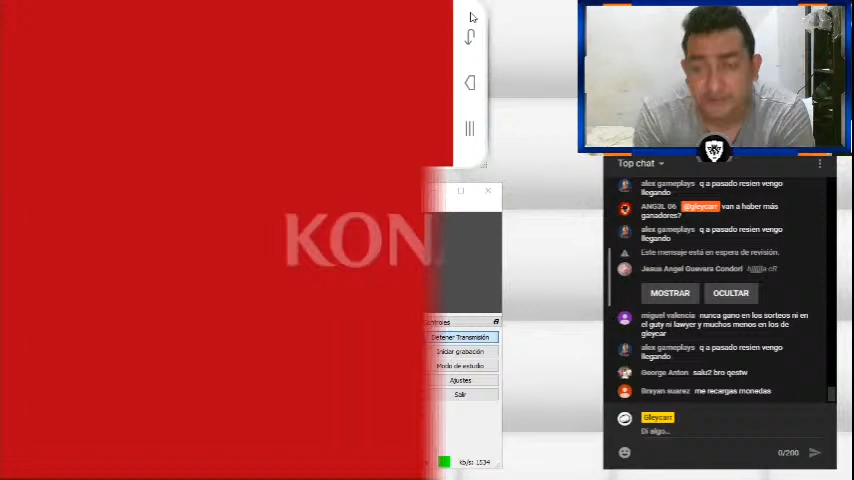 KONA
ontroles
Detener Transmisión
Iniciar grabación
Modo de estudio
Ajustes
Salir
kb/s: 1534
Top chat
alex gameplays q a pasado resien vengo
llegando
ANG3L 06 @gleycarr van a haber más
ganadores?
alex gameplays q a pasado resien vengo
llegando
Este mensaje está en espera de revisión.
Jesus Angel Guevara Condori
MOSTRAR OCULTAR
miguel valencia nunca gano en los sorteos ni en
el guty ni lawyer y muchos menos en los de
gleycar
alex gameplays q a pasado resien vengo
llegando
George Anton salu2 bro qestw
Brayan suarez me recargas monedas
Gleycarr
Di algo...
0/200